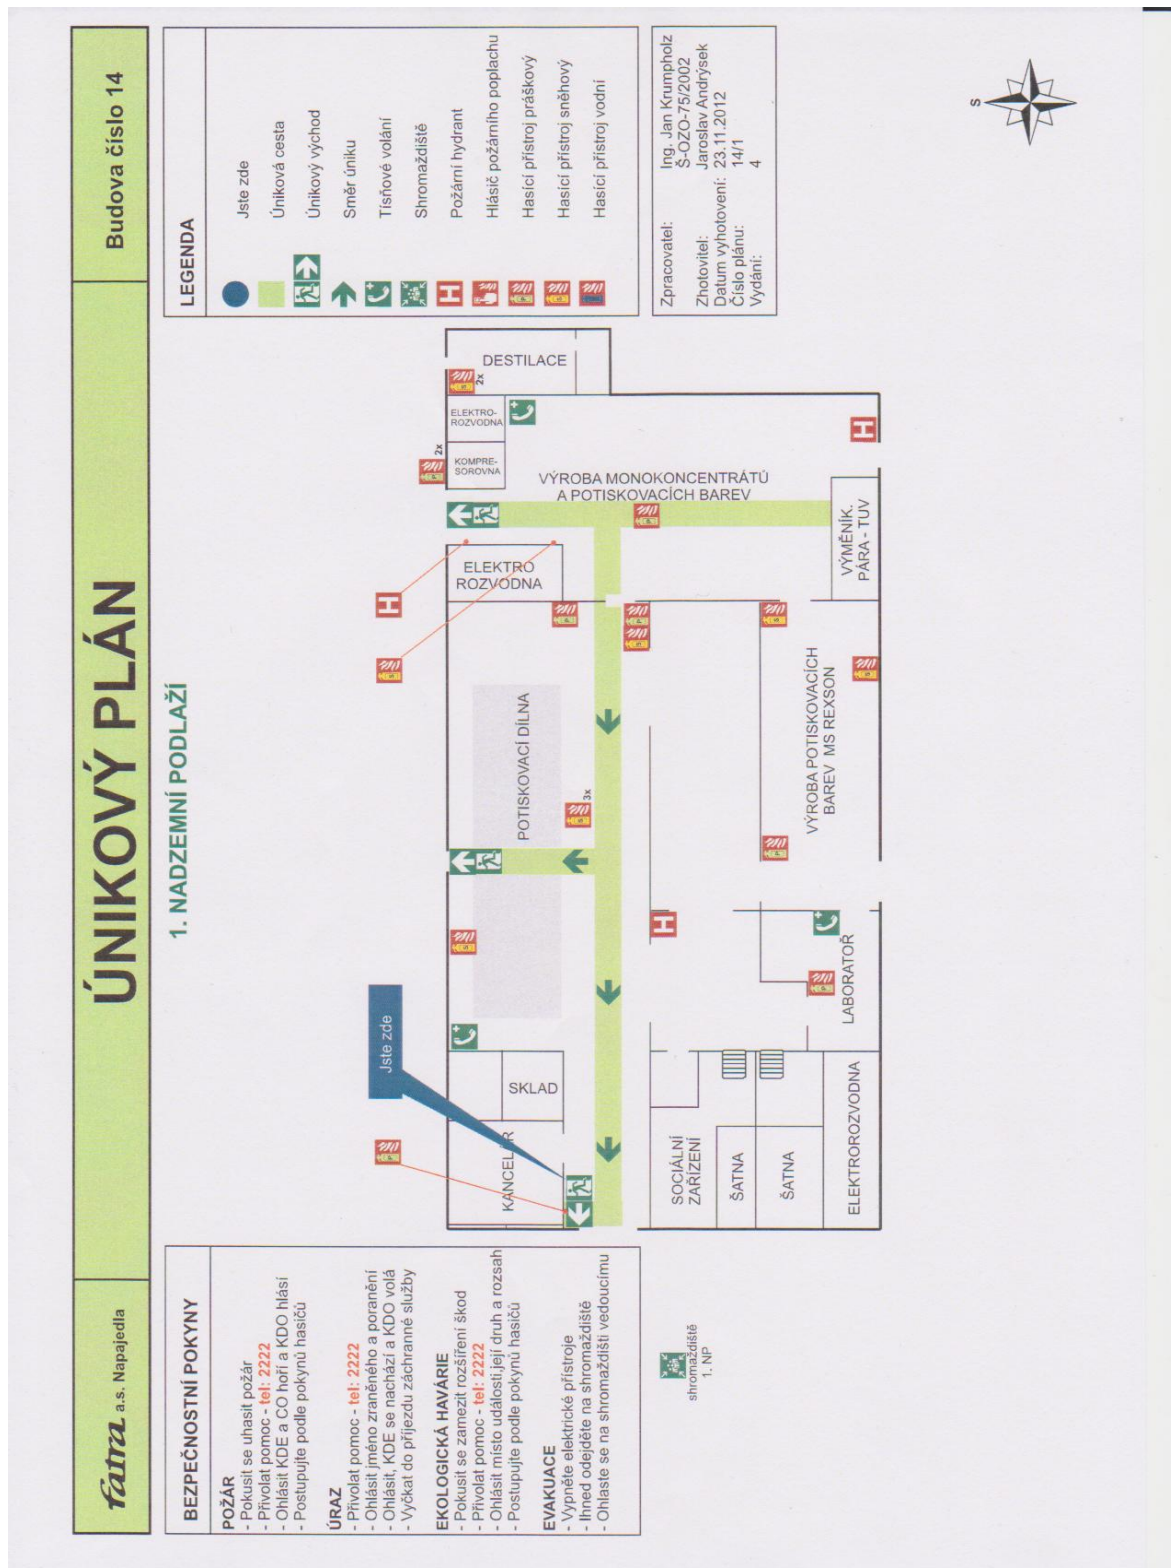 fatra a.s. Napajedla
ÚNIKOVÝ PLÁN
Budova číslo 14
1. NADZEMNÍ PODLAŽÍ
BEZPEČNOSTNÍ POKYNY
POŽÁR
- Pokusit se uhasit požár
- Přivolat pomoc - tel: 2222
- Ohlásit KDE a CO hoří a KDO hlásí
- Postupujte podle pokynů hasičů
ÚRAZ
- Přivolat pomoc - tel: 2222
- Ohlásit jméno zraněného a poranění
- Ohlásit, KDE se nachází a KDO volá
- Vyčkat do příjezdu záchranné služby
EKOLOGICKÁ HAVÁRIE
- Pokusit se zamezit rozšíření škod
- Přivolat pomoc - tel: 2222
- Ohlásit místo události,její druh a rozsah
- Postupujte podle pokynů hasičů
EVAKUACE
- Vypněte elektrické přístroje
- Ihned odejděte na shromaždiště
- Ohlaste se na shromaždišti vedoucímu
shromaždiště
1. NP
Jste zde
H
2x
2x
KANCELÁŘ
SKLAD
POTISKOVACÍ DÍLNA
3x
ELEKTRO
ROZVODNA
KOMPRE-
SOROVNA
ELEKTRO-
ROZVODNA
DESTILACE
VÝROBA MONOKONCENTRÁTŮ
A POTISKOVACÍCH BAREV
H
SOCIÁLNÍ
ZAŘÍZENÍ
ŠATNA
ŠATNA
ELEKTROROZVODNA
LABORATOŘ
H
VÝROBA POTISKOVACÍCH
BAREV MS REXSON
VÝMĚNÍK.
PÁRA - TUV
LEGENDA
Jste zde
Úniková cesta
Únikový východ
Směr úniku
Tísňové volání
Shromaždiště
H Požární hydrant
Hlásič požárního poplachu
Hasící přístroj práškový
Hasící přístroj sněhový
Hasící přístroj vodní
Zpracovatel: Ing. Jan Krumpholz
Š-OZO-75/2002
Zhotovitel: Jaroslav Andrýsek
Datum vyhotovení: 23.11.2012
Číslo plánu: 14/1
Vydání: 4
S